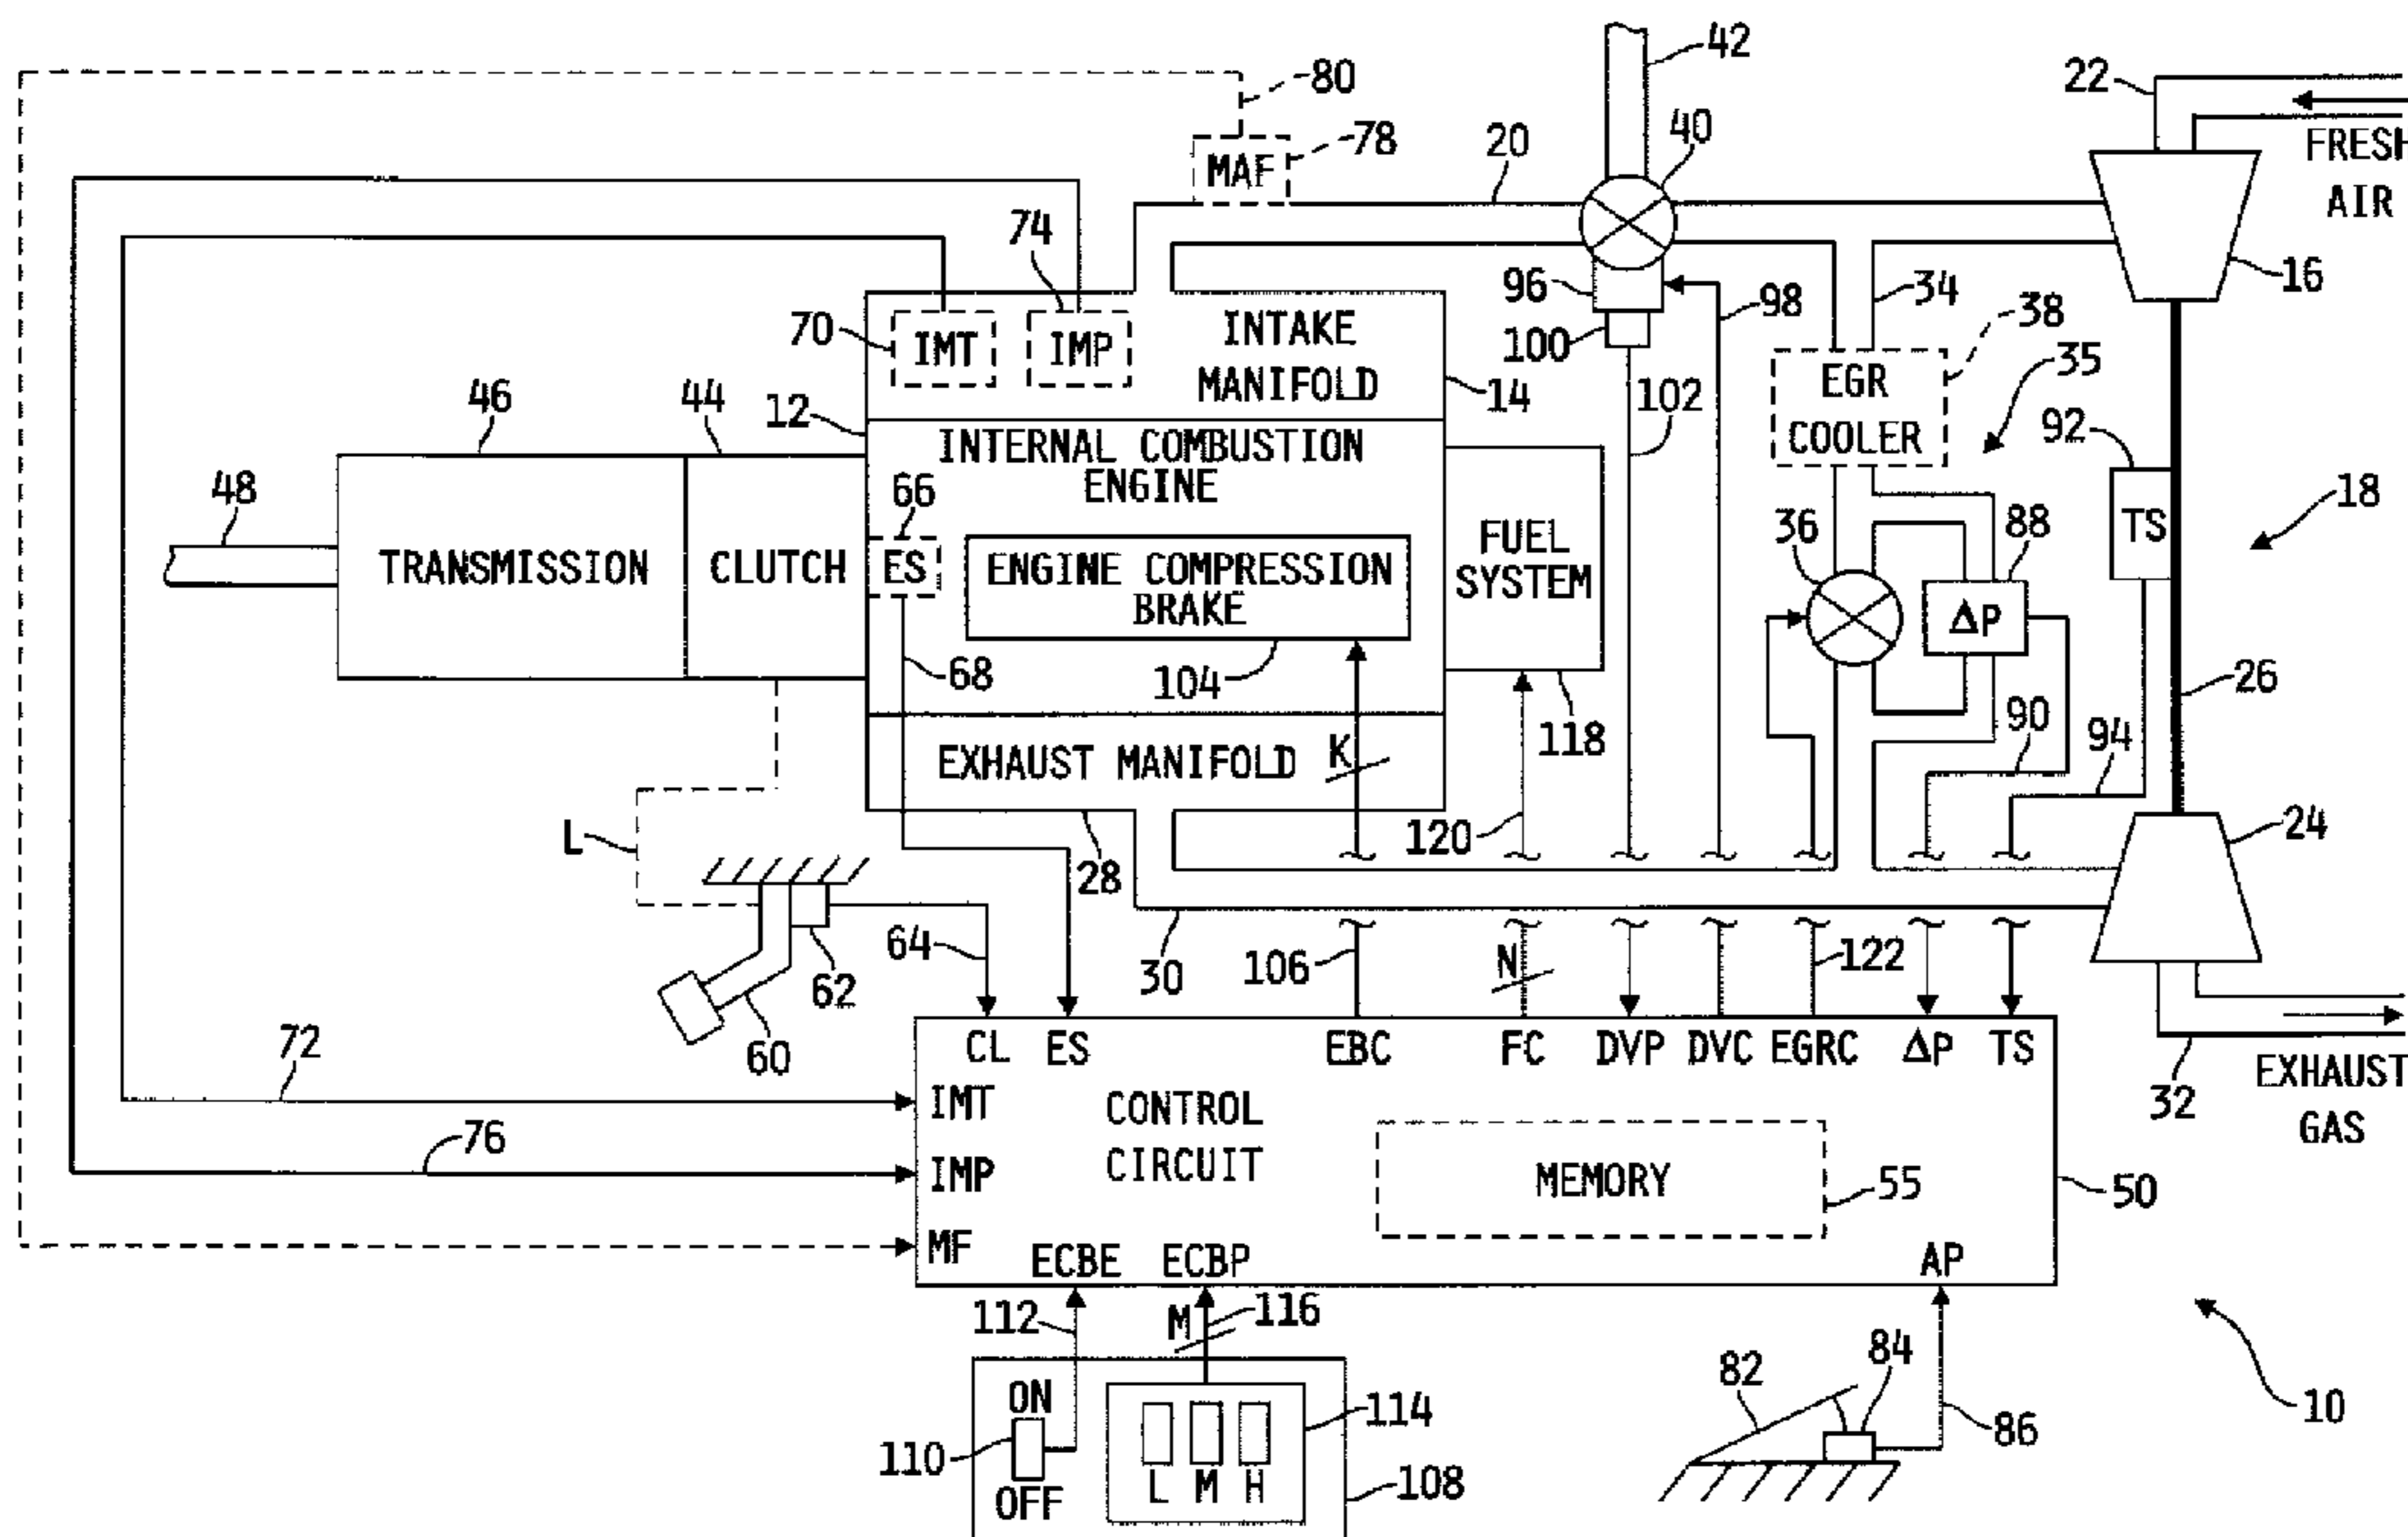 42
80
22
FRESH
AIR
78
MAF
20
40
16
74
96
98
34
38
70
IMT
IMP
INTAKE
MANIFOLD
14
100
102
EGR
COOLER
35
92
46
44
12
INTERNAL COMBUSTION
ENGINE
48
66
FUEL
SYSTEM
36
88
TS
18
TRANSMISSION
CLUTCH
ES
ENGINE COMPRESSION
BRAKE
ΔP
68
104
26
118
90
94
EXHAUST MANIFOLD
K
L
28
120
24
64
62
60
30
106
N
122
CL
ES
EBC
FC
DVP
DVC
EGRC
ΔP
TS
32
EXHAUST
GAS
72
IMT
CONTROL
CIRCUIT
76
IMP
MEMORY
55
50
MF
ECBE
ECBP
AP
112
M
116
82
84
10
ON
110
OFF
L M H
114
108
86